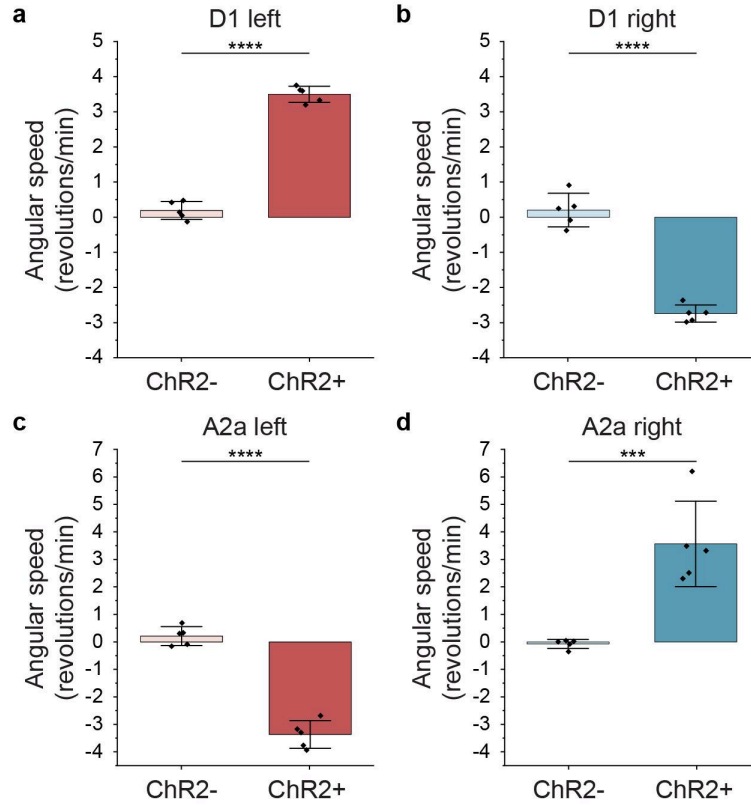 a
D1 left
****
Angular speed
(revolutions/min)
5
4
3
2
1
0
-1
-2
-3
-4
ChR2-
ChR2+
b
D1 right
****
Angular speed
(revolutions/min)
5
4
3
2
1
0
-1
-2
-3
-4
ChR2-
ChR2+
c
A2a left
****
Angular speed
(revolutions/min)
7
6
5
4
3
2
1
0
-1
-2
-3
-4
ChR2-
ChR2+
d
A2a right
***
Angular speed
(revolutions/min)
7
6
5
4
3
2
1
0
-1
-2
-3
-4
ChR2-
ChR2+